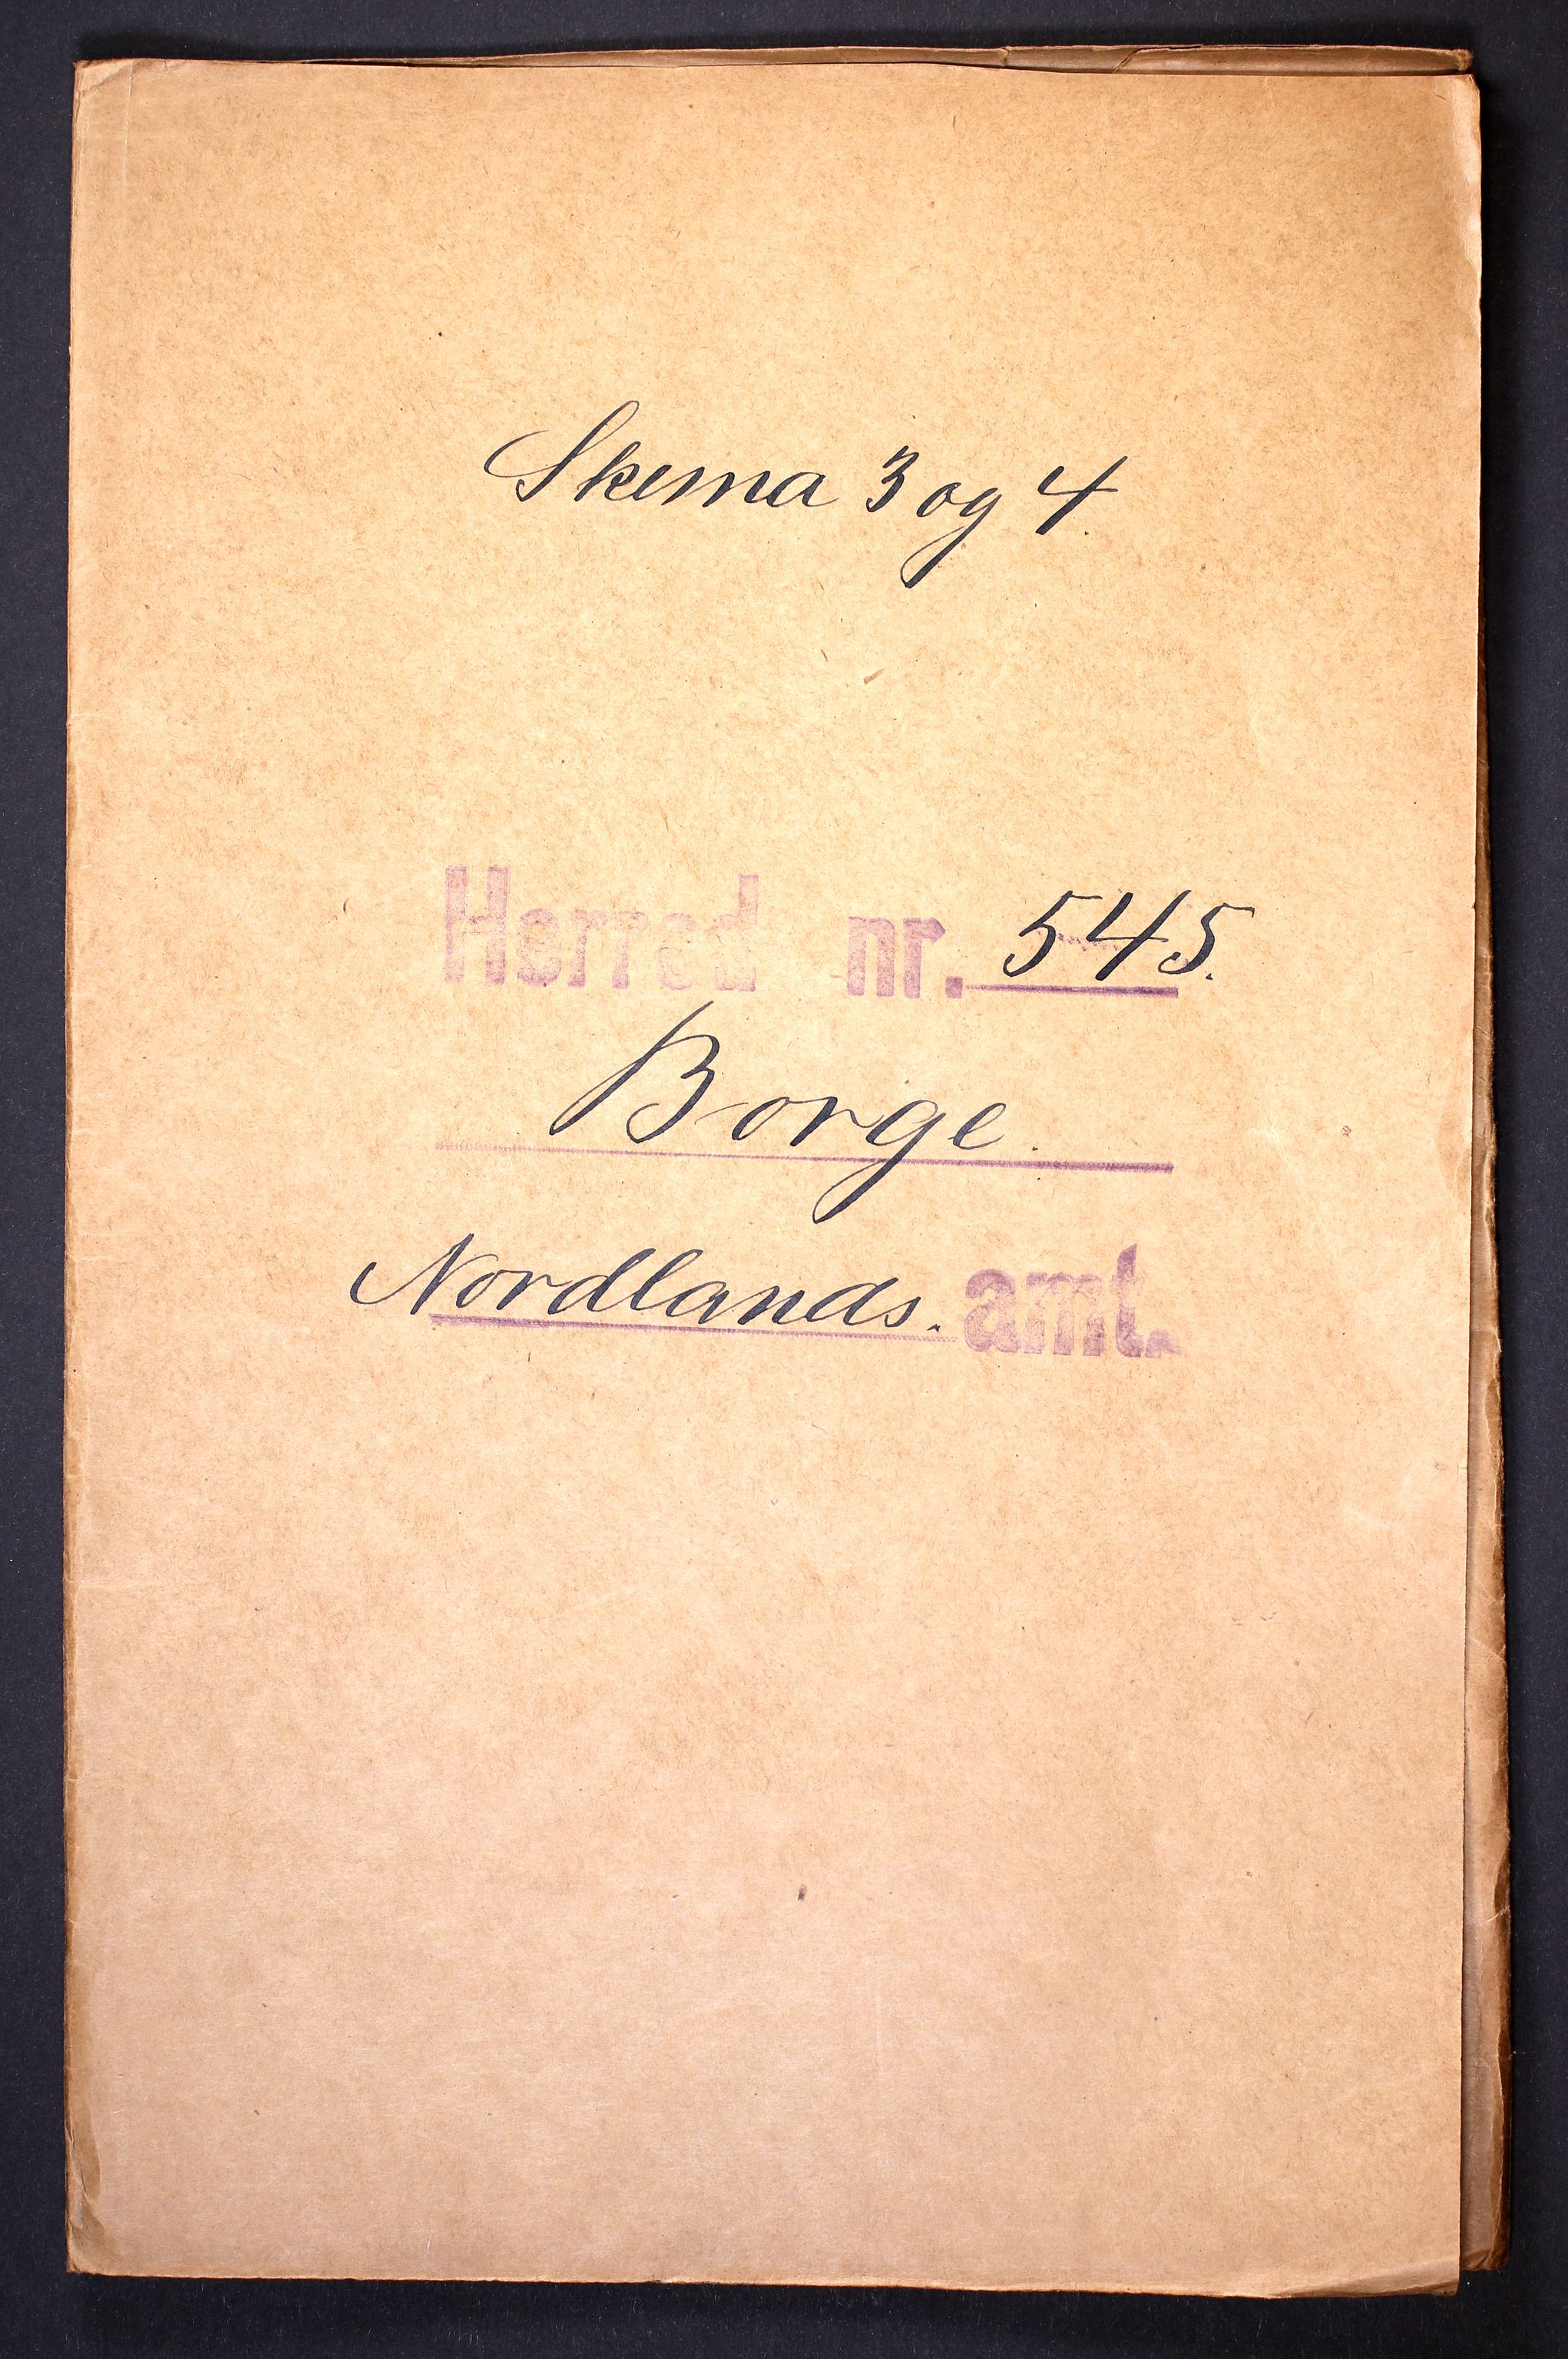 Skema 3 og 4.
Herred nr. 545.
Borge.
Nordlands. amt.